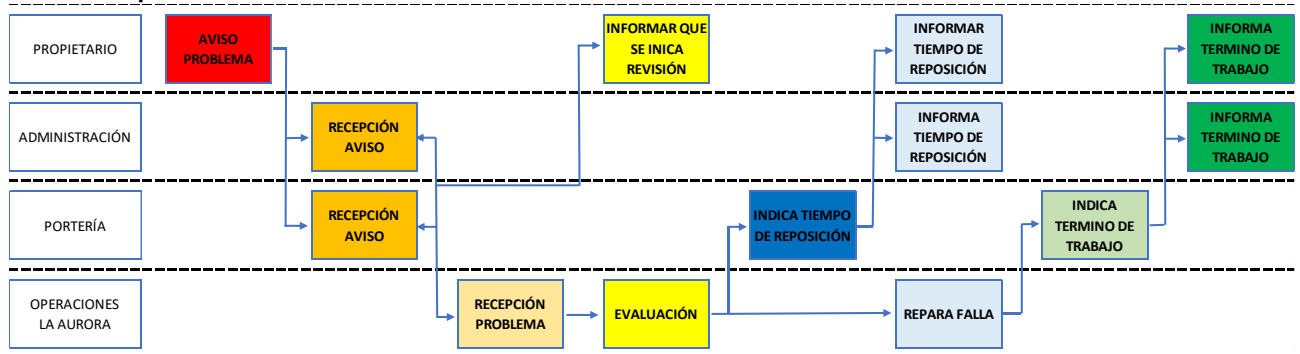 PROPIETARIO
AVISO
PROBLEMA
INFORMAR QUE
SE INICA
REVISIÓN
INFORMAR
TIEMPO DE
REPOSICIÓN
INFORMA
TERMINO DE
TRABAJO
ADMINISTRACIÓN
RECEPCIÓN
AVISO
INFORMA
TIEMPO DE
REPOSICIÓN
INFORMA
TERMINO DE
TRABAJO
PORTERÍA
RECEPCIÓN
AVISO
INDICA TIEMPO
DE REPOSICIÓN
INDICA
TERMINO DE
TRABAJO
OPERACIONES
LA AURORA
RECEPCIÓN
PROBLEMA
EVALUACIÓN
REPARA FALLA